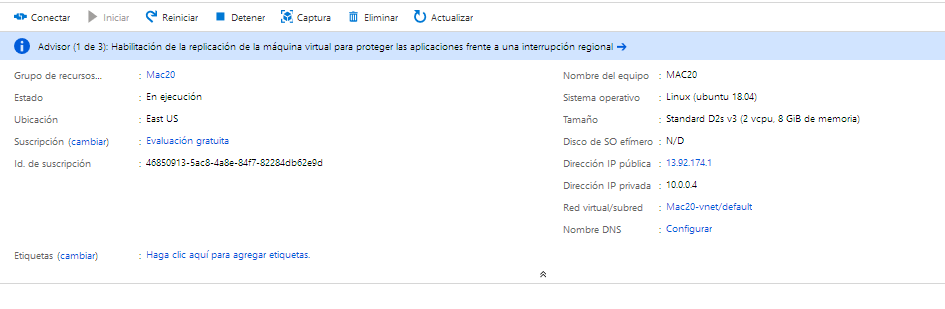 Conectar Iniciar Reiniciar Detener Captura Eliminar Actualizar
Advisor (1 de 3): Habilitación de la replicación de la máquina virtual para proteger las aplicaciones frente a una interrupción regional →
Grupo de recursos... : Mac20
Estado : En ejecución
Ubicación : East US
Suscripción (cambiar) : Evaluación gratuita
Id. de suscripción : 46850913-5ac8-4a8e-84f7-82284db62e9d
Nombre del equipo : MAC20
Sistema operativo : Linux (ubuntu 18.04)
Tamaño : Standard D2s v3 (2 vcpu, 8 GiB de memoria)
Disco de SO efímero : N/D
Dirección IP pública : 13.92.174.1
Dirección IP privada : 10.0.0.4
Red virtual/subred : Mac20-vnet/default
Nombre DNS : Configurar
Etiquetas (cambiar) : Haga clic aquí para agregar etiquetas.